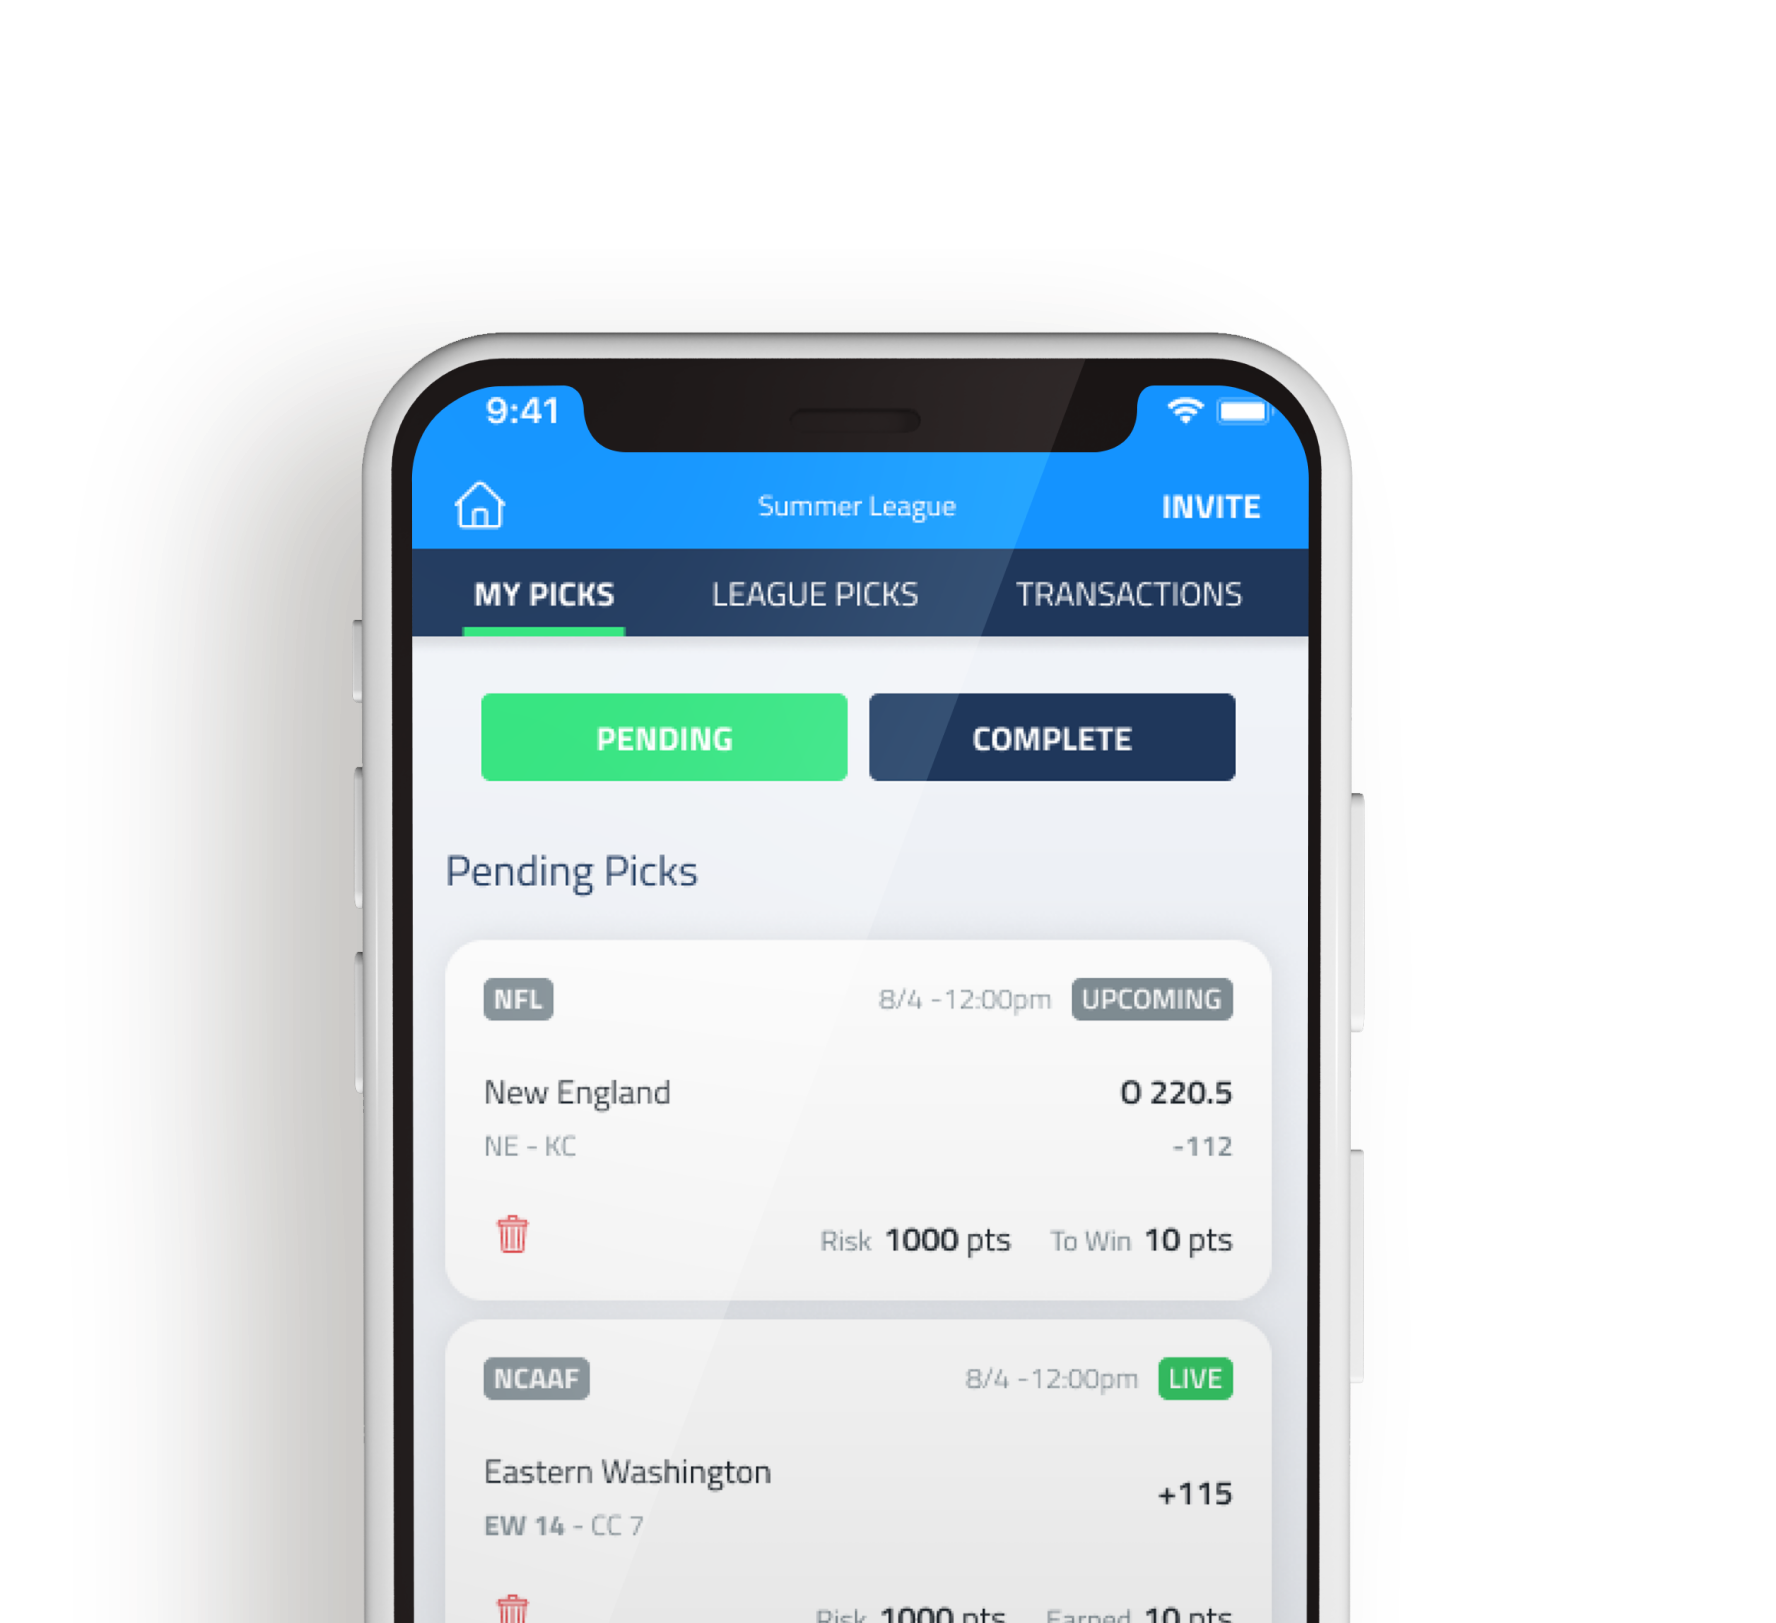 9:41
Summer League INVITE
MY PICKS LEAGUE PICKS TRANSACTIONS
PENDING COMPLETE
Pending Picks
NFL 8/4 -12:00pm UPCOMING
New England O 220.5
NE - KC -112
Risk 1000 pts To Win 10 pts
NCAAF 8/4 -12:00pm LIVE
Eastern Washington +115
EW 14 - CC 7
Risk 1000 pts Earned 10 pts